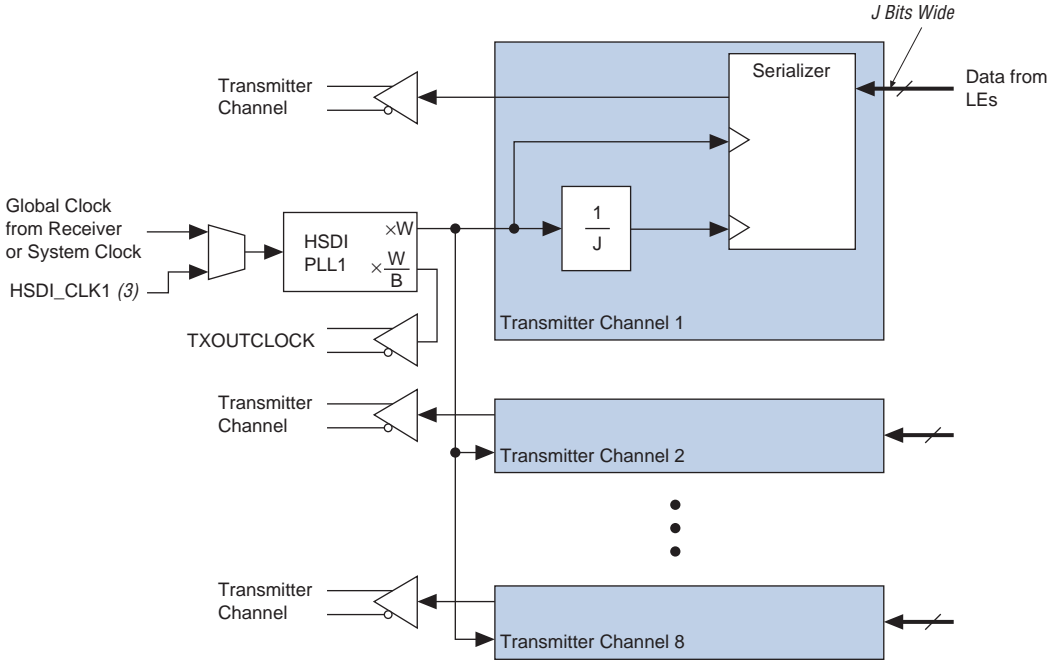 J Bits Wide
Serializer
Data from
LEs
Transmitter
Channel
1
J
Global Clock
from Receiver
or System Clock
HSDI_CLK1 (3)
HSDI
PLL1
×W
×W
B
Transmitter Channel 1
TXOUTCLOCK
Transmitter
Channel
Transmitter Channel 2
Transmitter
Channel
Transmitter Channel 8